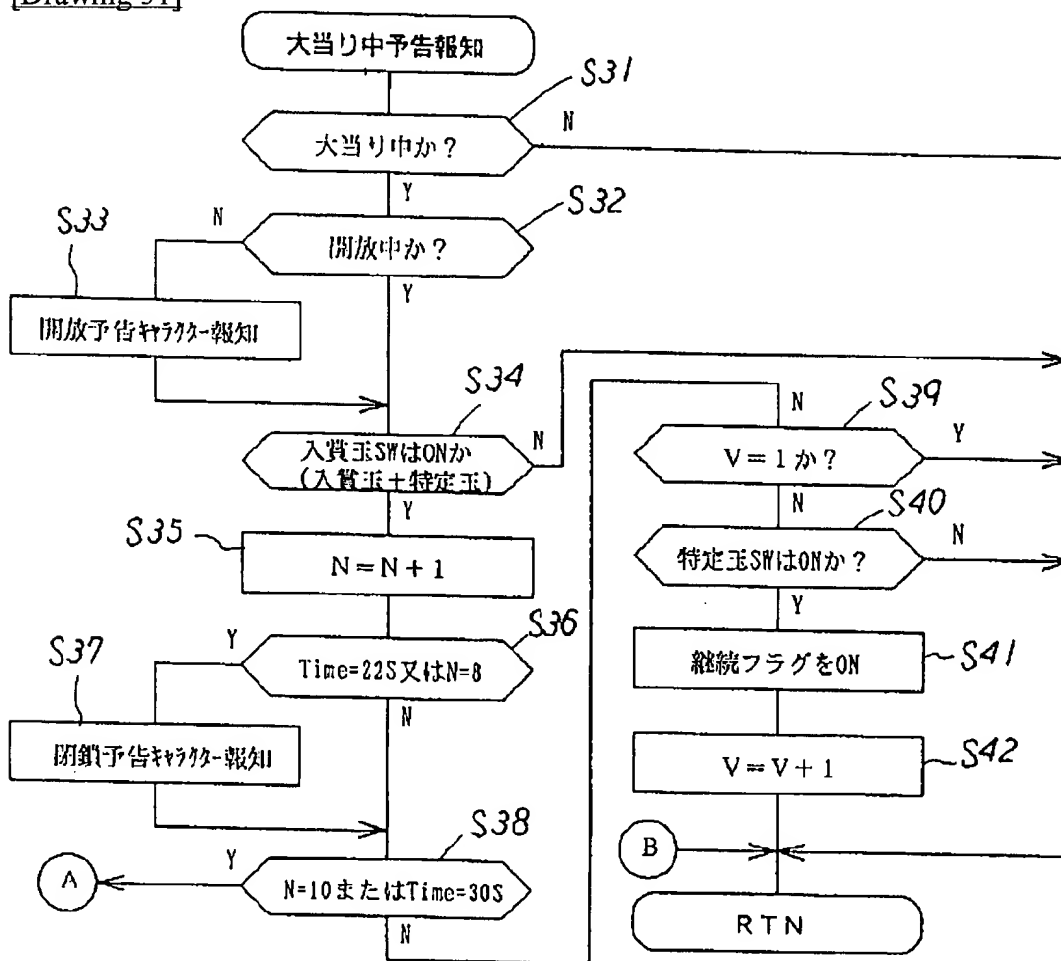 大当り中予告報知
S31
大当り中か？
N
Y
S32
開放中か？
N
Y
S33
開放予告キャラクター報知
S34
入賞玉SWはONか
(入賞玉＋特定玉)
N
Y
S35
N＝N＋1
S36
Time=22S又はN=8
Y
N
S37
閉鎖予告キャラクター報知
S38
N=10またはTime=30S
Y
A
N
N
S39
V＝1か？
Y
N
S40
特定玉SWはONか？
N
Y
継続フラグをON
S41
V＝V＋1
S42
B
RTN